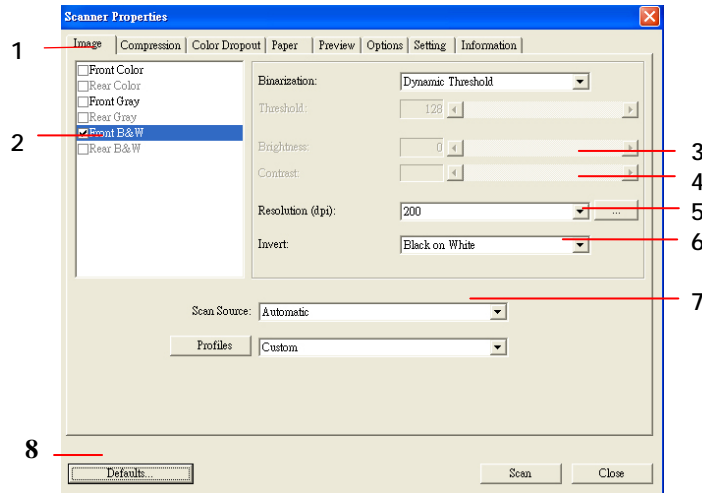 Scanner Properties
1
Image Compression Color Dropout Paper Preview Options Setting Information
Front Color
Rear Color
Front Gray
Rear Gray
2
Front B&W
Rear B&W
Binarization: Dynamic Threshold
Threshold: 128
Brightness: 0
3
Contrast:
4
Resolution (dpi): 200 ...
5
Invert: Black on White
6
7
Scan Source: Automatic
Profiles Custom
8
Defaults... Scan Close